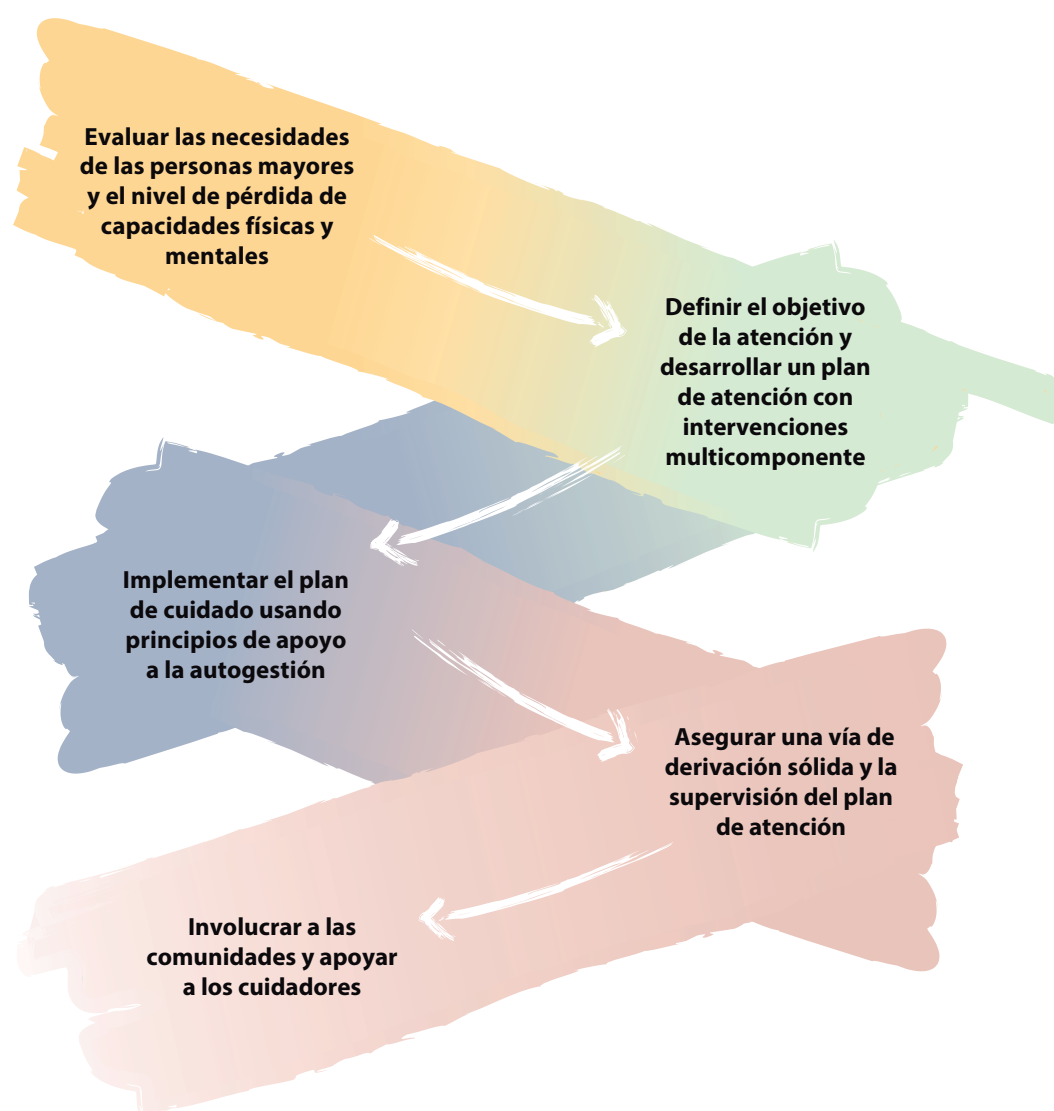 Evaluar las necesidades
de las personas mayores
y el nivel de pérdida de
capacidades físicas y
mentales
Definir el objetivo
de la atención y
desarrollar un plan
de atención con
intervenciones
multicomponente
Implementar el plan
de cuidado usando
principios de apoyo
a la autogestión
Asegurar una vía de
derivación sólida y la
supervisión del plan
de atención
Involucrar a las
comunidades y apoyar
a los cuidadores